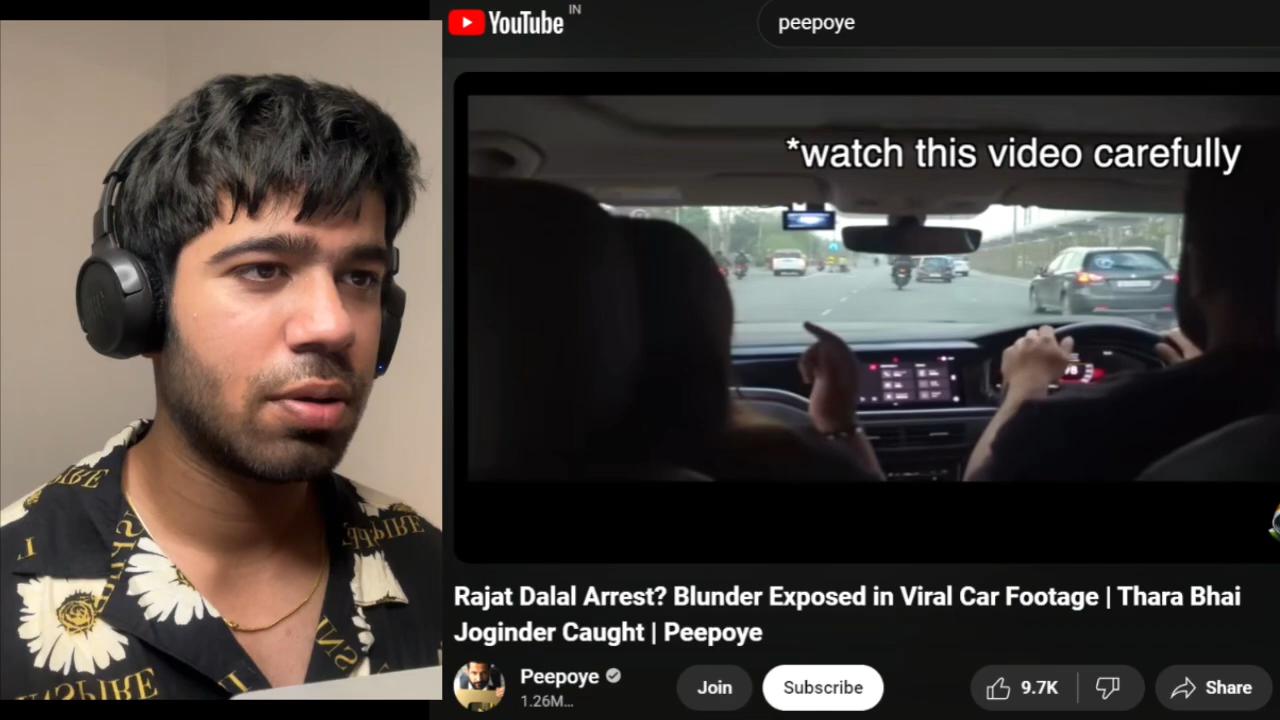 YouTube IN
peepoye
*watch this video carefully
78
Rajat Dalal Arrest? Blunder Exposed in Viral Car Footage | Thara Bhai
Joginder Caught | Peepoye
Peepoye
1.26M...
Join
Subscribe
9.7K
Share